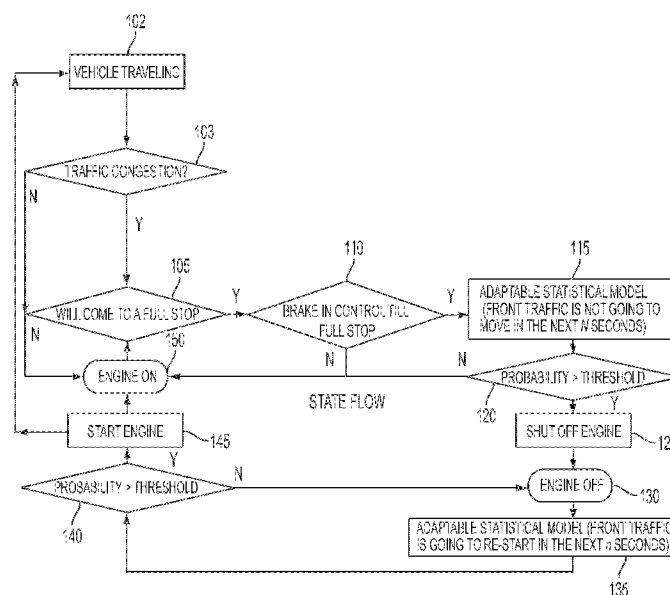 102
VEHICLE TRAVELING
103
TRAFFIC CONGESTION?
N
Y
105
110
115
WILL COME TO A FULL STOP
Y
BRAKE IN CONTROL TILL
FULL STOP
Y
ADAPTABLE STATISTICAL MODEL
(FRONT TRAFFIC IS NOT GOING TO
MOVE IN THE NEXT N SECONDS)
N
150
ENGINE ON
N
N
PROBABILITY > THRESHOLD
120
STATE FLOW
Y
START ENGINE
145
SHUT OFF ENGINE
12
Y
PROBABILITY > THRESHOLD
N
ENGINE OFF
130
140
ADAPTABLE STATISTICAL MODEL (FRONT TRAFFIC
IS GOING TO RE-START IN THE NEXT n SECONDS)
135